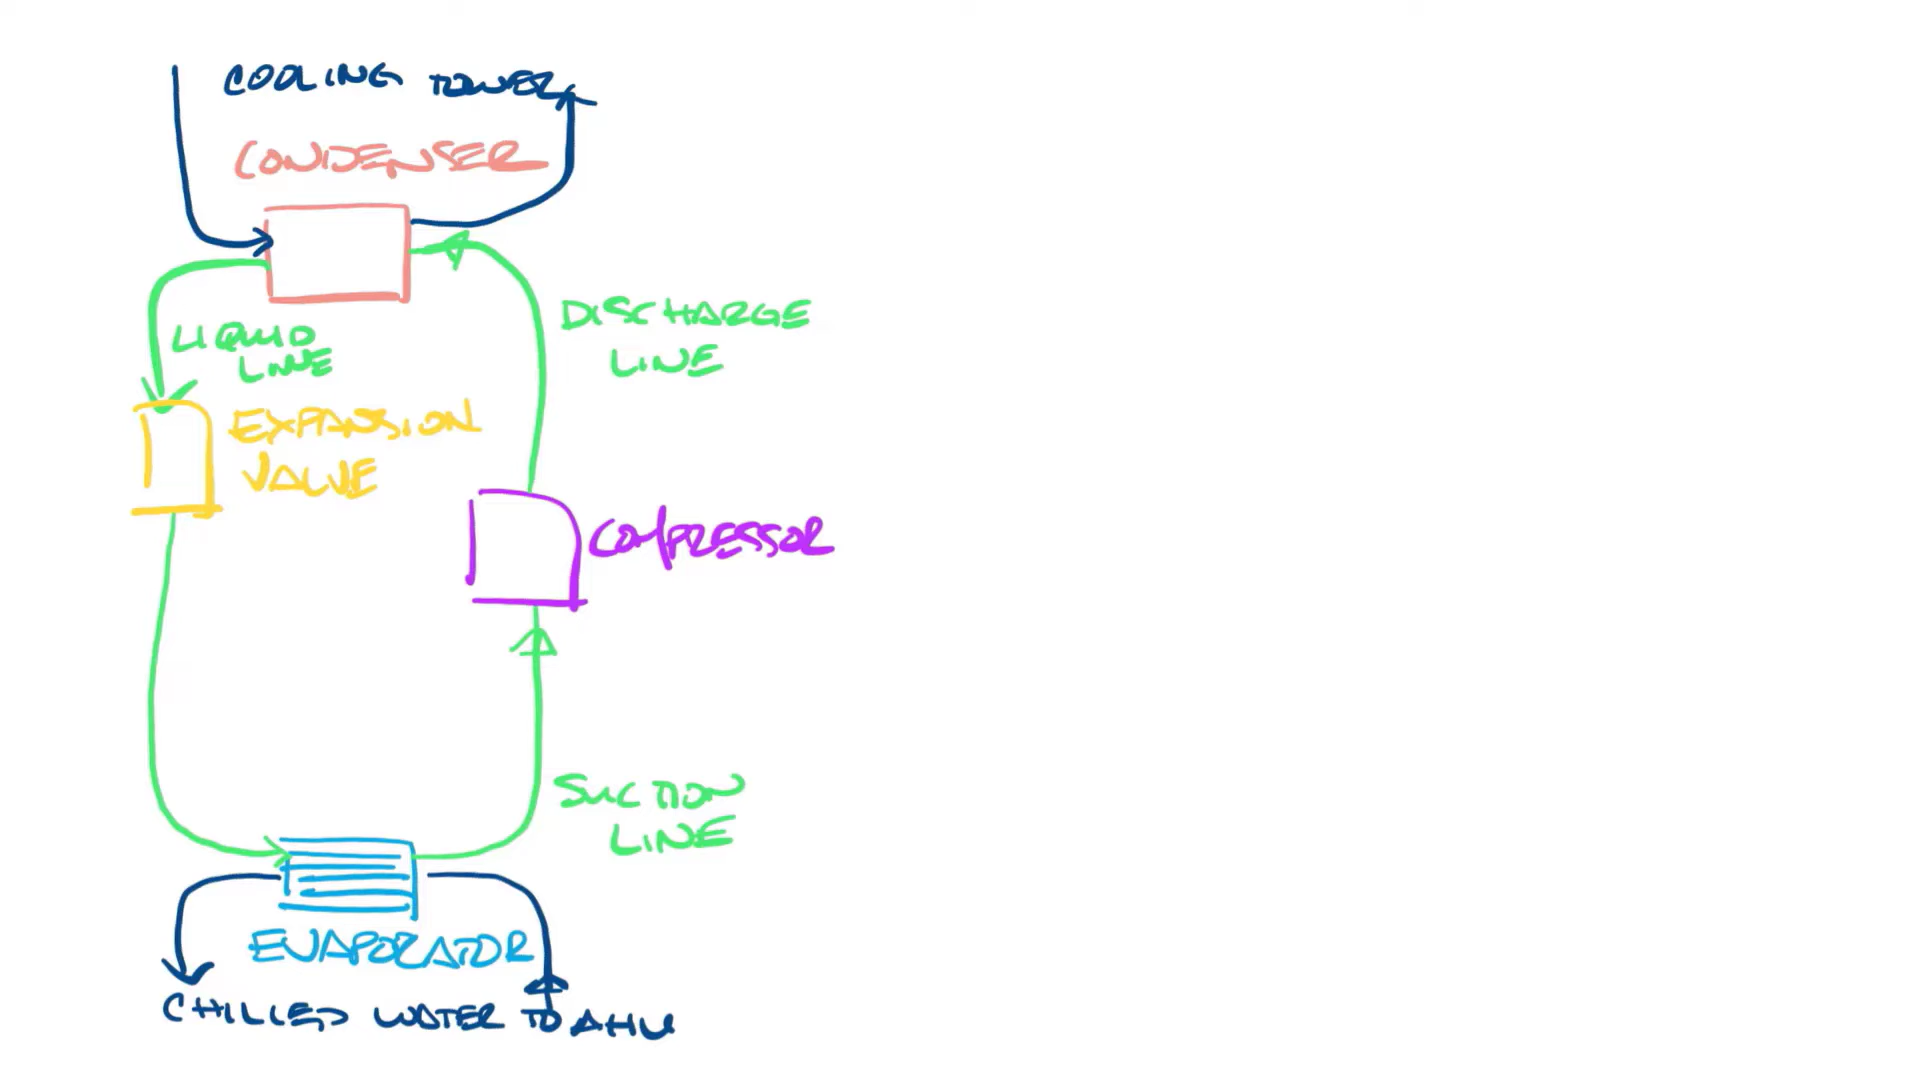 COOLING TOWER
CONDENSER
DISCHARGE
LINE
LIQUID
LINE
EXPANSION
VALVE
COMPRESSOR
SUCTION
LINE
EVAPORATOR
CHILLED WATER TO AHU